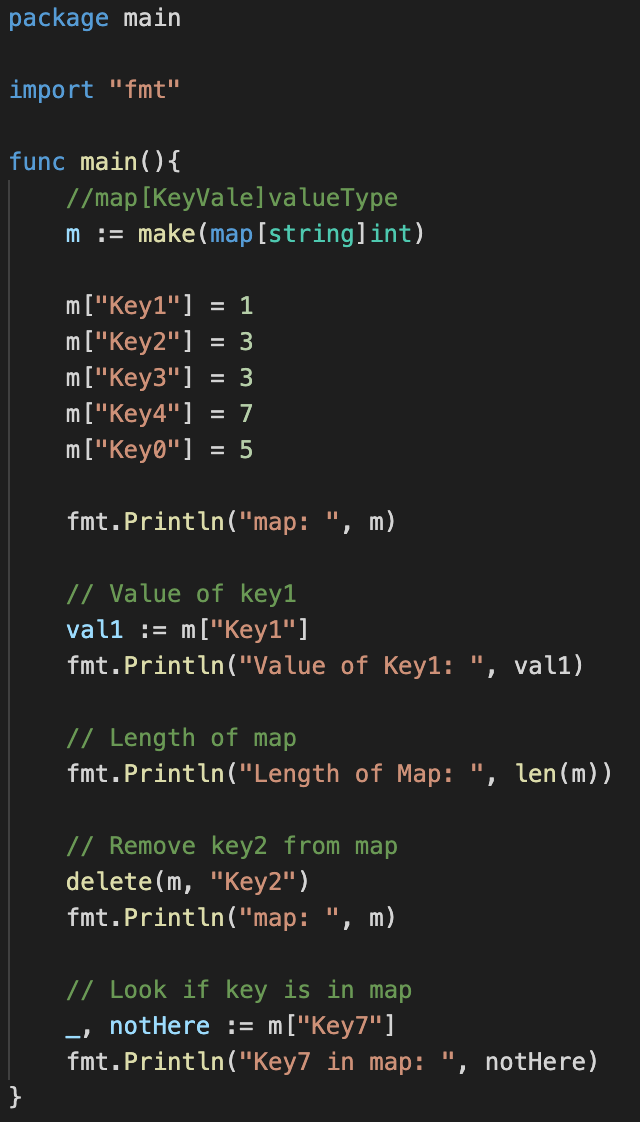 package main
import "fmt"
func main(){
//map[KeyVale]valueType
m := make(map[string]int)
m["Key1"] = 1
m["Key2"] = 3
m["Key3"] = 3
m["Key4"] = 7
m["Key0"] = 5
fmt.Println("map: ", m)
// Value of key1
val1 := m["Key1"]
fmt.Println("Value of Key1: ", val1)
// Length of map
fmt.Println("Length of Map: ", len(m))
// Remove key2 from map
delete(m, "Key2")
fmt.Println("map: ", m)
// Look if key is in map
_, notHere := m["Key7"]
fmt.Println("Key7 in map: ", notHere)
}